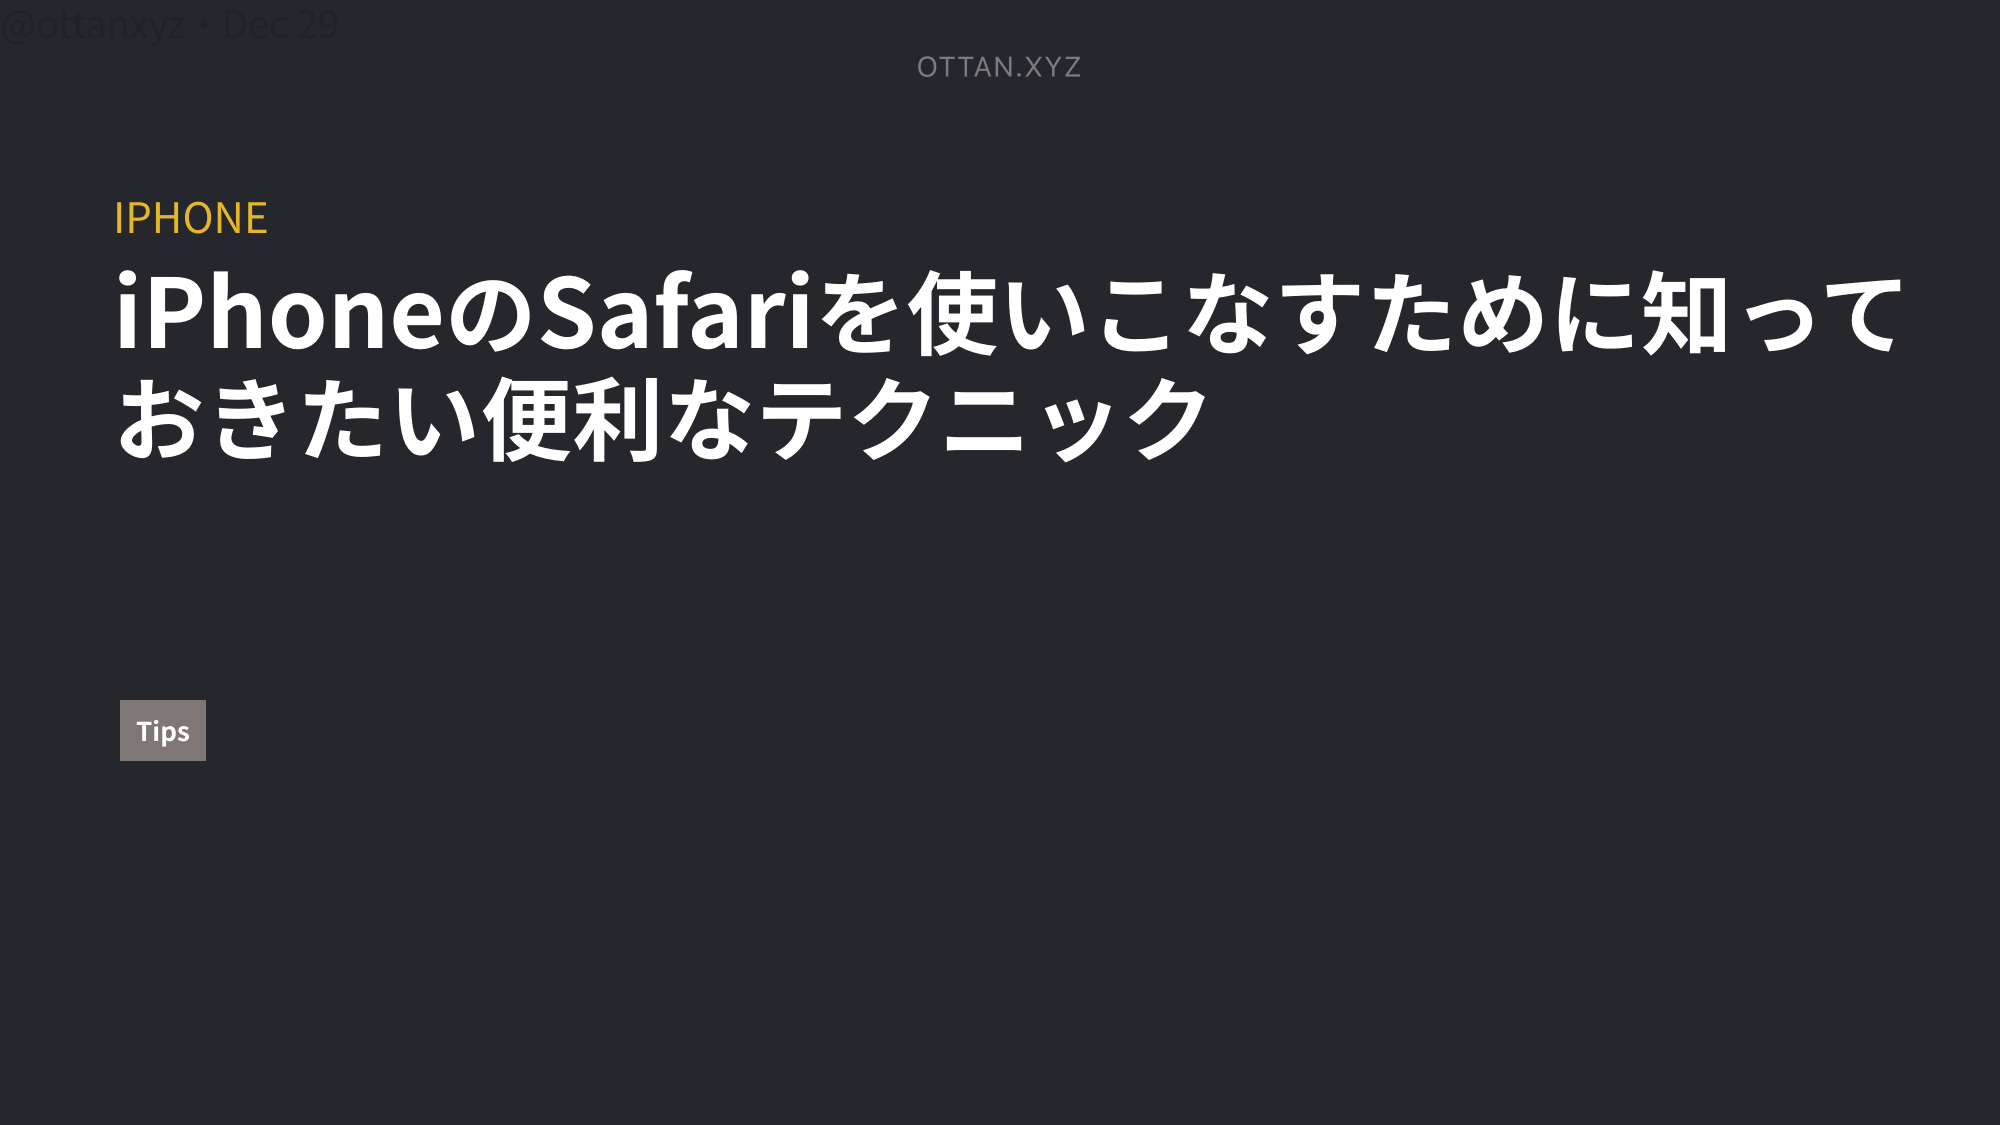 @ottanxyz・Dec 29
OTTAN.XYZ
IPHONE
iPhoneのSafariを使いこなすために知って
おきたい便利なテクニック
Tips